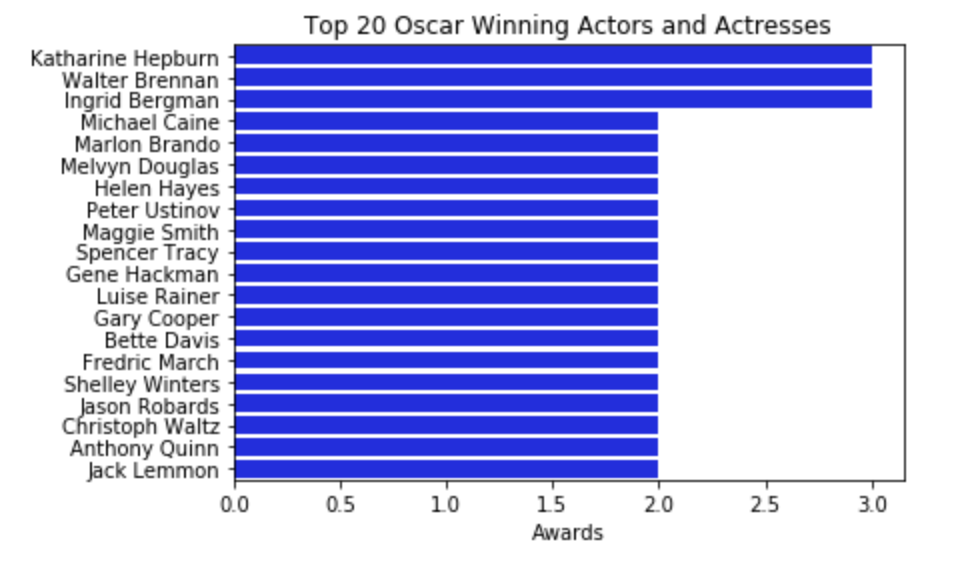 Top 20 Oscar Winning Actors and Actresses
Katharine Hepburn
Walter Brennan
Ingrid Bergman
Michael Caine
Marlon Brando
Melvyn Douglas
Helen Hayes
Peter Ustinov
Maggie Smith
Spencer Tracy
Gene Hackman
Luise Rainer
Gary Cooper
Bette Davis
Fredric March
Shelley Winters
Jason Robards
Christoph Waltz
Anthony Quinn
Jack Lemmon
0.0 0.5 1.0 1.5 2.0 2.5 3.0
Awards